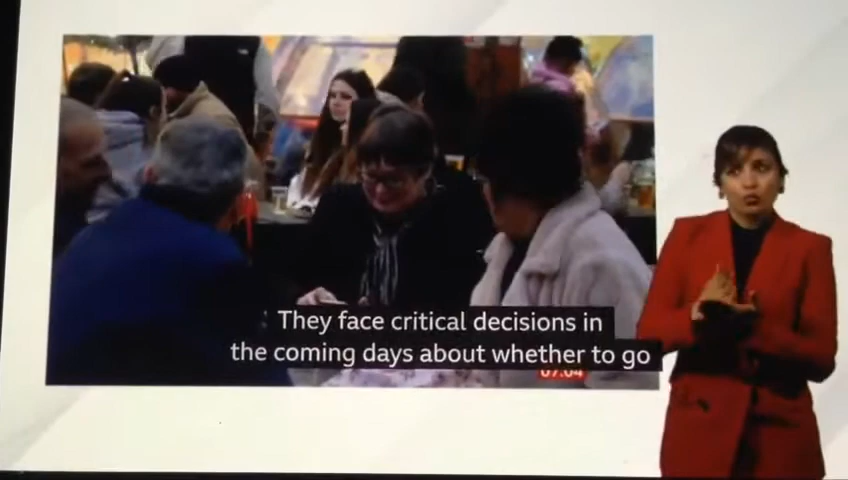 They face critical decisions in
the coming days about whether to go
07:04